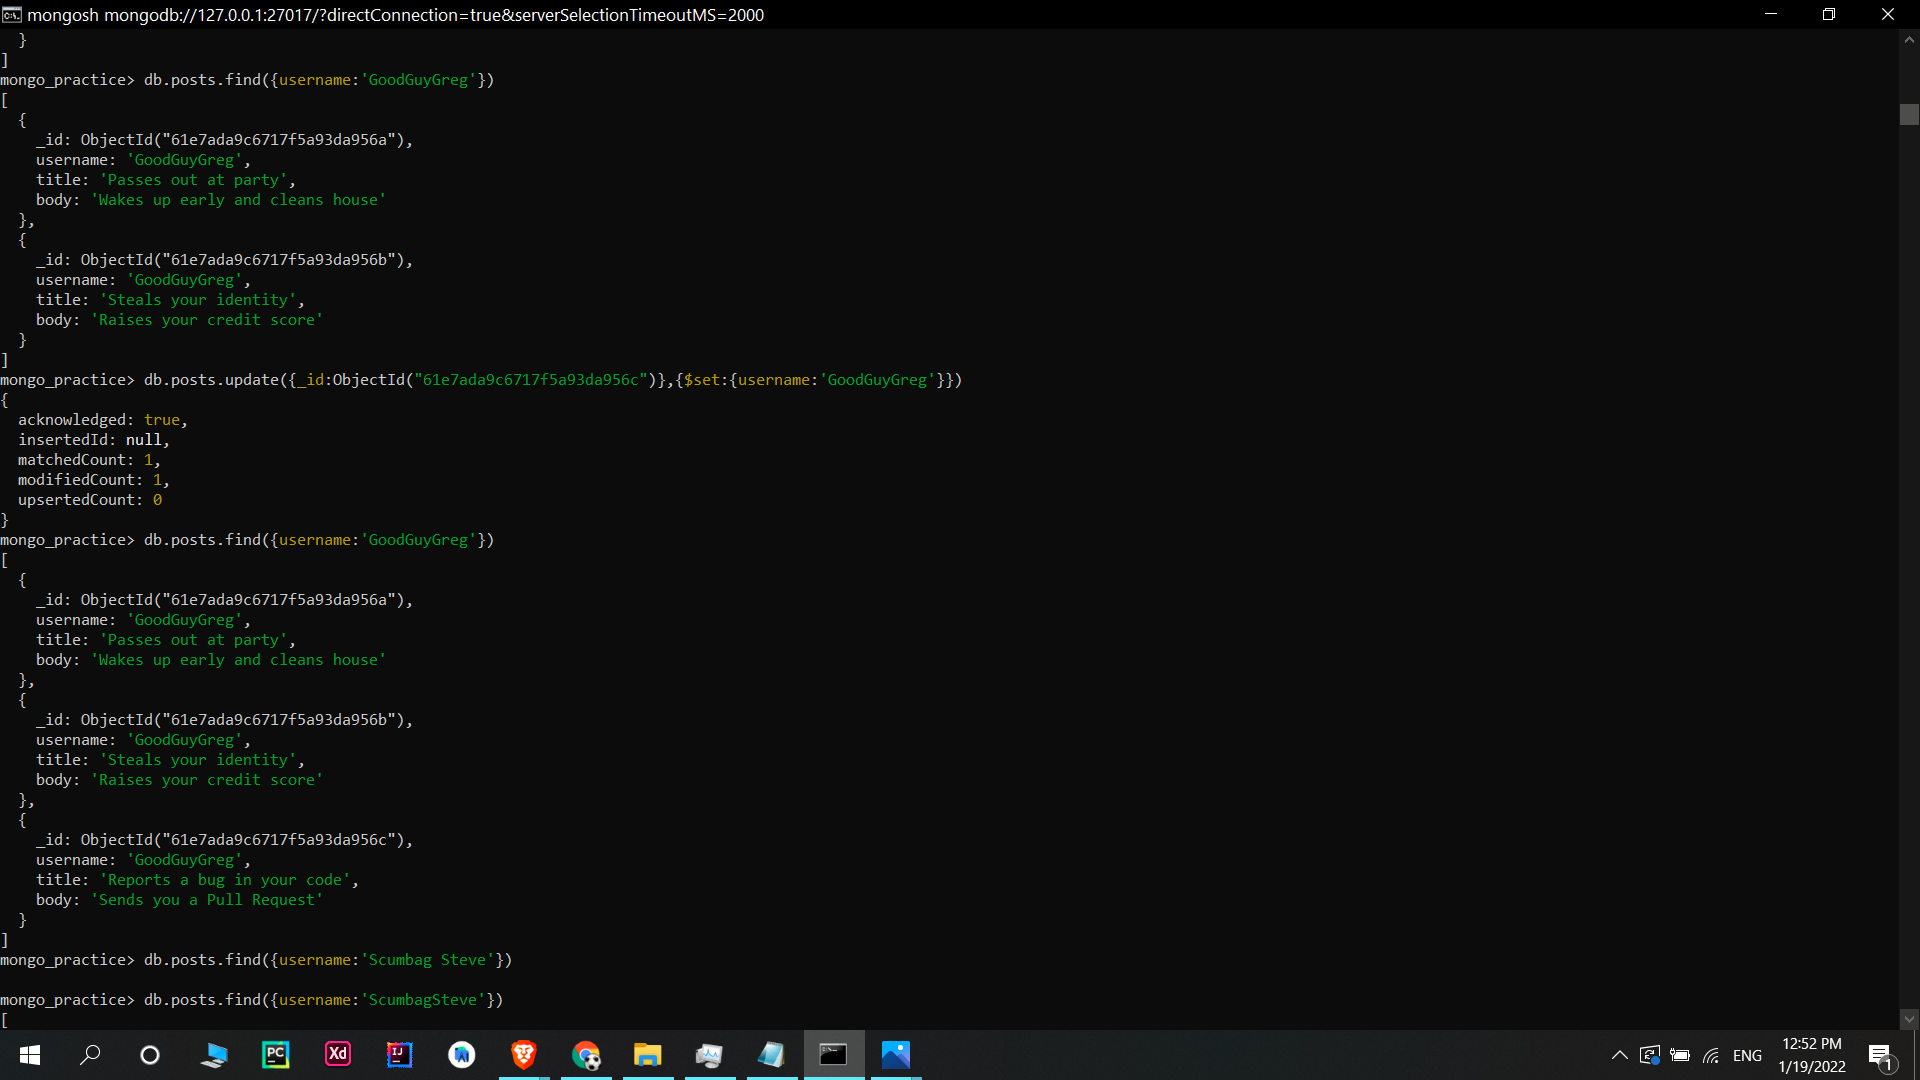 mongosh mongodb://127.0.0.1:27017/?directConnection=true&serverSelectionTimeoutMS=2000
  }
]
mongo_practice> db.posts.find({username:'GoodGuyGreg'})
[
  {
    _id: ObjectId("61e7ada9c6717f5a93da956a"),
    username: 'GoodGuyGreg',
    title: 'Passes out at party',
    body: 'Wakes up early and cleans house'
  },
  {
    _id: ObjectId("61e7ada9c6717f5a93da956b"),
    username: 'GoodGuyGreg',
    title: 'Steals your identity',
    body: 'Raises your credit score'
  }
]
mongo_practice> db.posts.update({_id:ObjectId("61e7ada9c6717f5a93da956c")},{$set:{username:'GoodGuyGreg'}})
{
  acknowledged: true,
  insertedId: null,
  matchedCount: 1,
  modifiedCount: 1,
  upsertedCount: 0
}
mongo_practice> db.posts.find({username:'GoodGuyGreg'})
[
  {
    _id: ObjectId("61e7ada9c6717f5a93da956a"),
    username: 'GoodGuyGreg',
    title: 'Passes out at party',
    body: 'Wakes up early and cleans house'
  },
  {
    _id: ObjectId("61e7ada9c6717f5a93da956b"),
    username: 'GoodGuyGreg',
    title: 'Steals your identity',
    body: 'Raises your credit score'
  },
  {
    _id: ObjectId("61e7ada9c6717f5a93da956c"),
    username: 'GoodGuyGreg',
    title: 'Reports a bug in your code',
    body: 'Sends you a Pull Request'
  }
]
mongo_practice> db.posts.find({username:'Scumbag Steve'})
mongo_practice> db.posts.find({username:'ScumbagSteve'})
[
PC
Xd
IJ
ENG
12:52 PM
1/19/2022
1